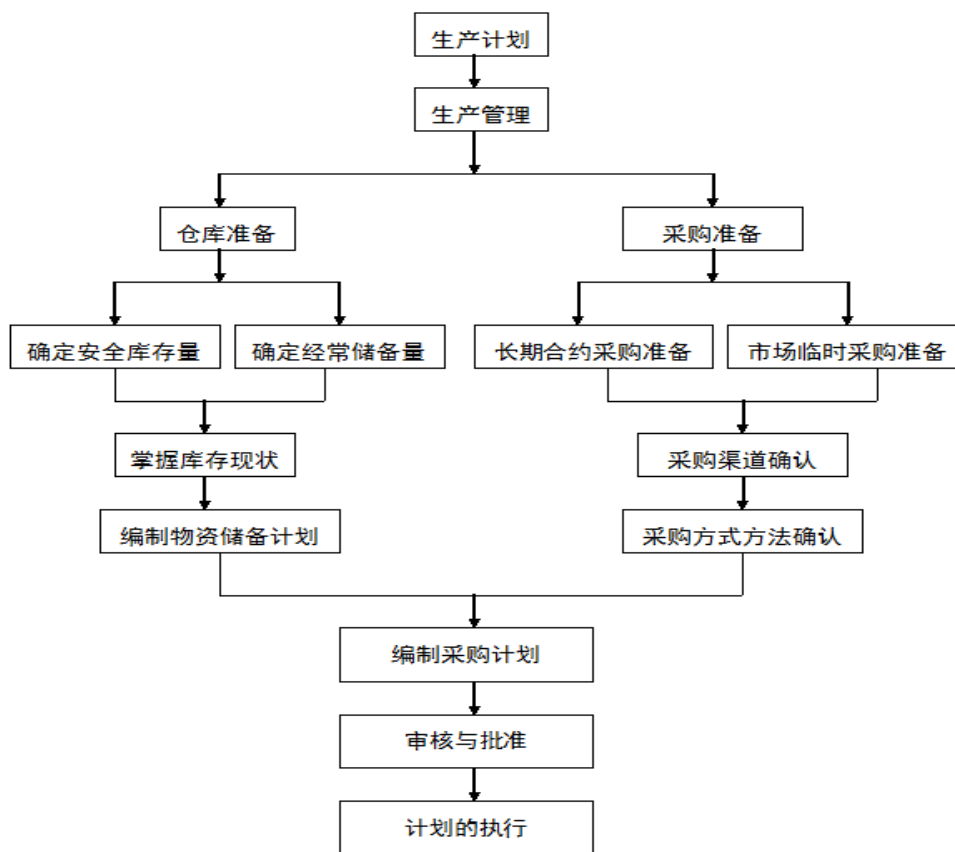 生产计划
生产管理
仓库准备
采购准备
确定安全库存量
确定经常储备量
长期合约采购准备
市场临时采购准备
掌握库存现状
采购渠道确认
编制物资储备计划
采购方式方法确认
编制采购计划
审核与批准
计划的执行